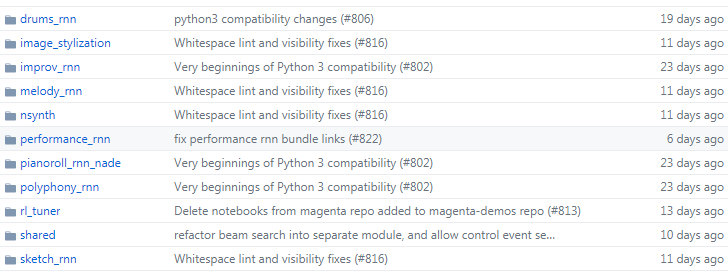 drums_rnn python3 compatibility changes (#806) 19 days ago
image_stylization Whitespace lint and visibility fixes (#816) 11 days ago
improv_rnn Very beginnings of Python 3 compatibility (#802) 23 days ago
melody_rnn Whitespace lint and visibility fixes (#816) 11 days ago
nsynth Whitespace lint and visibility fixes (#816) 11 days ago
performance_rnn fix performance rnn bundle links (#822) 6 days ago
pianoroll_rnn_nade Very beginnings of Python 3 compatibility (#802) 23 days ago
polyphony_rnn Very beginnings of Python 3 compatibility (#802) 23 days ago
rl_tuner Delete notebooks from magenta repo added to magenta-demos repo (#813) 13 days ago
shared refactor beam search into separate module, and allow control event se... 10 days ago
sketch_rnn Whitespace lint and visibility fixes (#816) 11 days ago